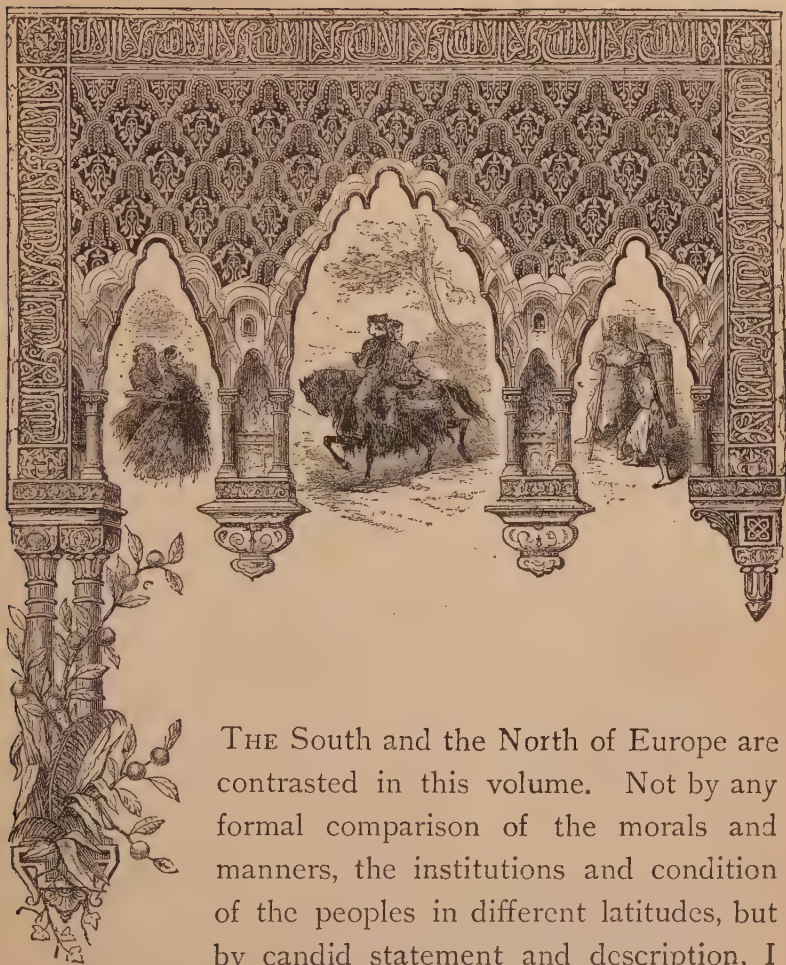 THE South and the North of Europe are
contrasted in this volume. Not by any
formal comparison of the morals and
manners, the institutions and condition
of the peoples in different latitudes, but
by candid statement and description, I